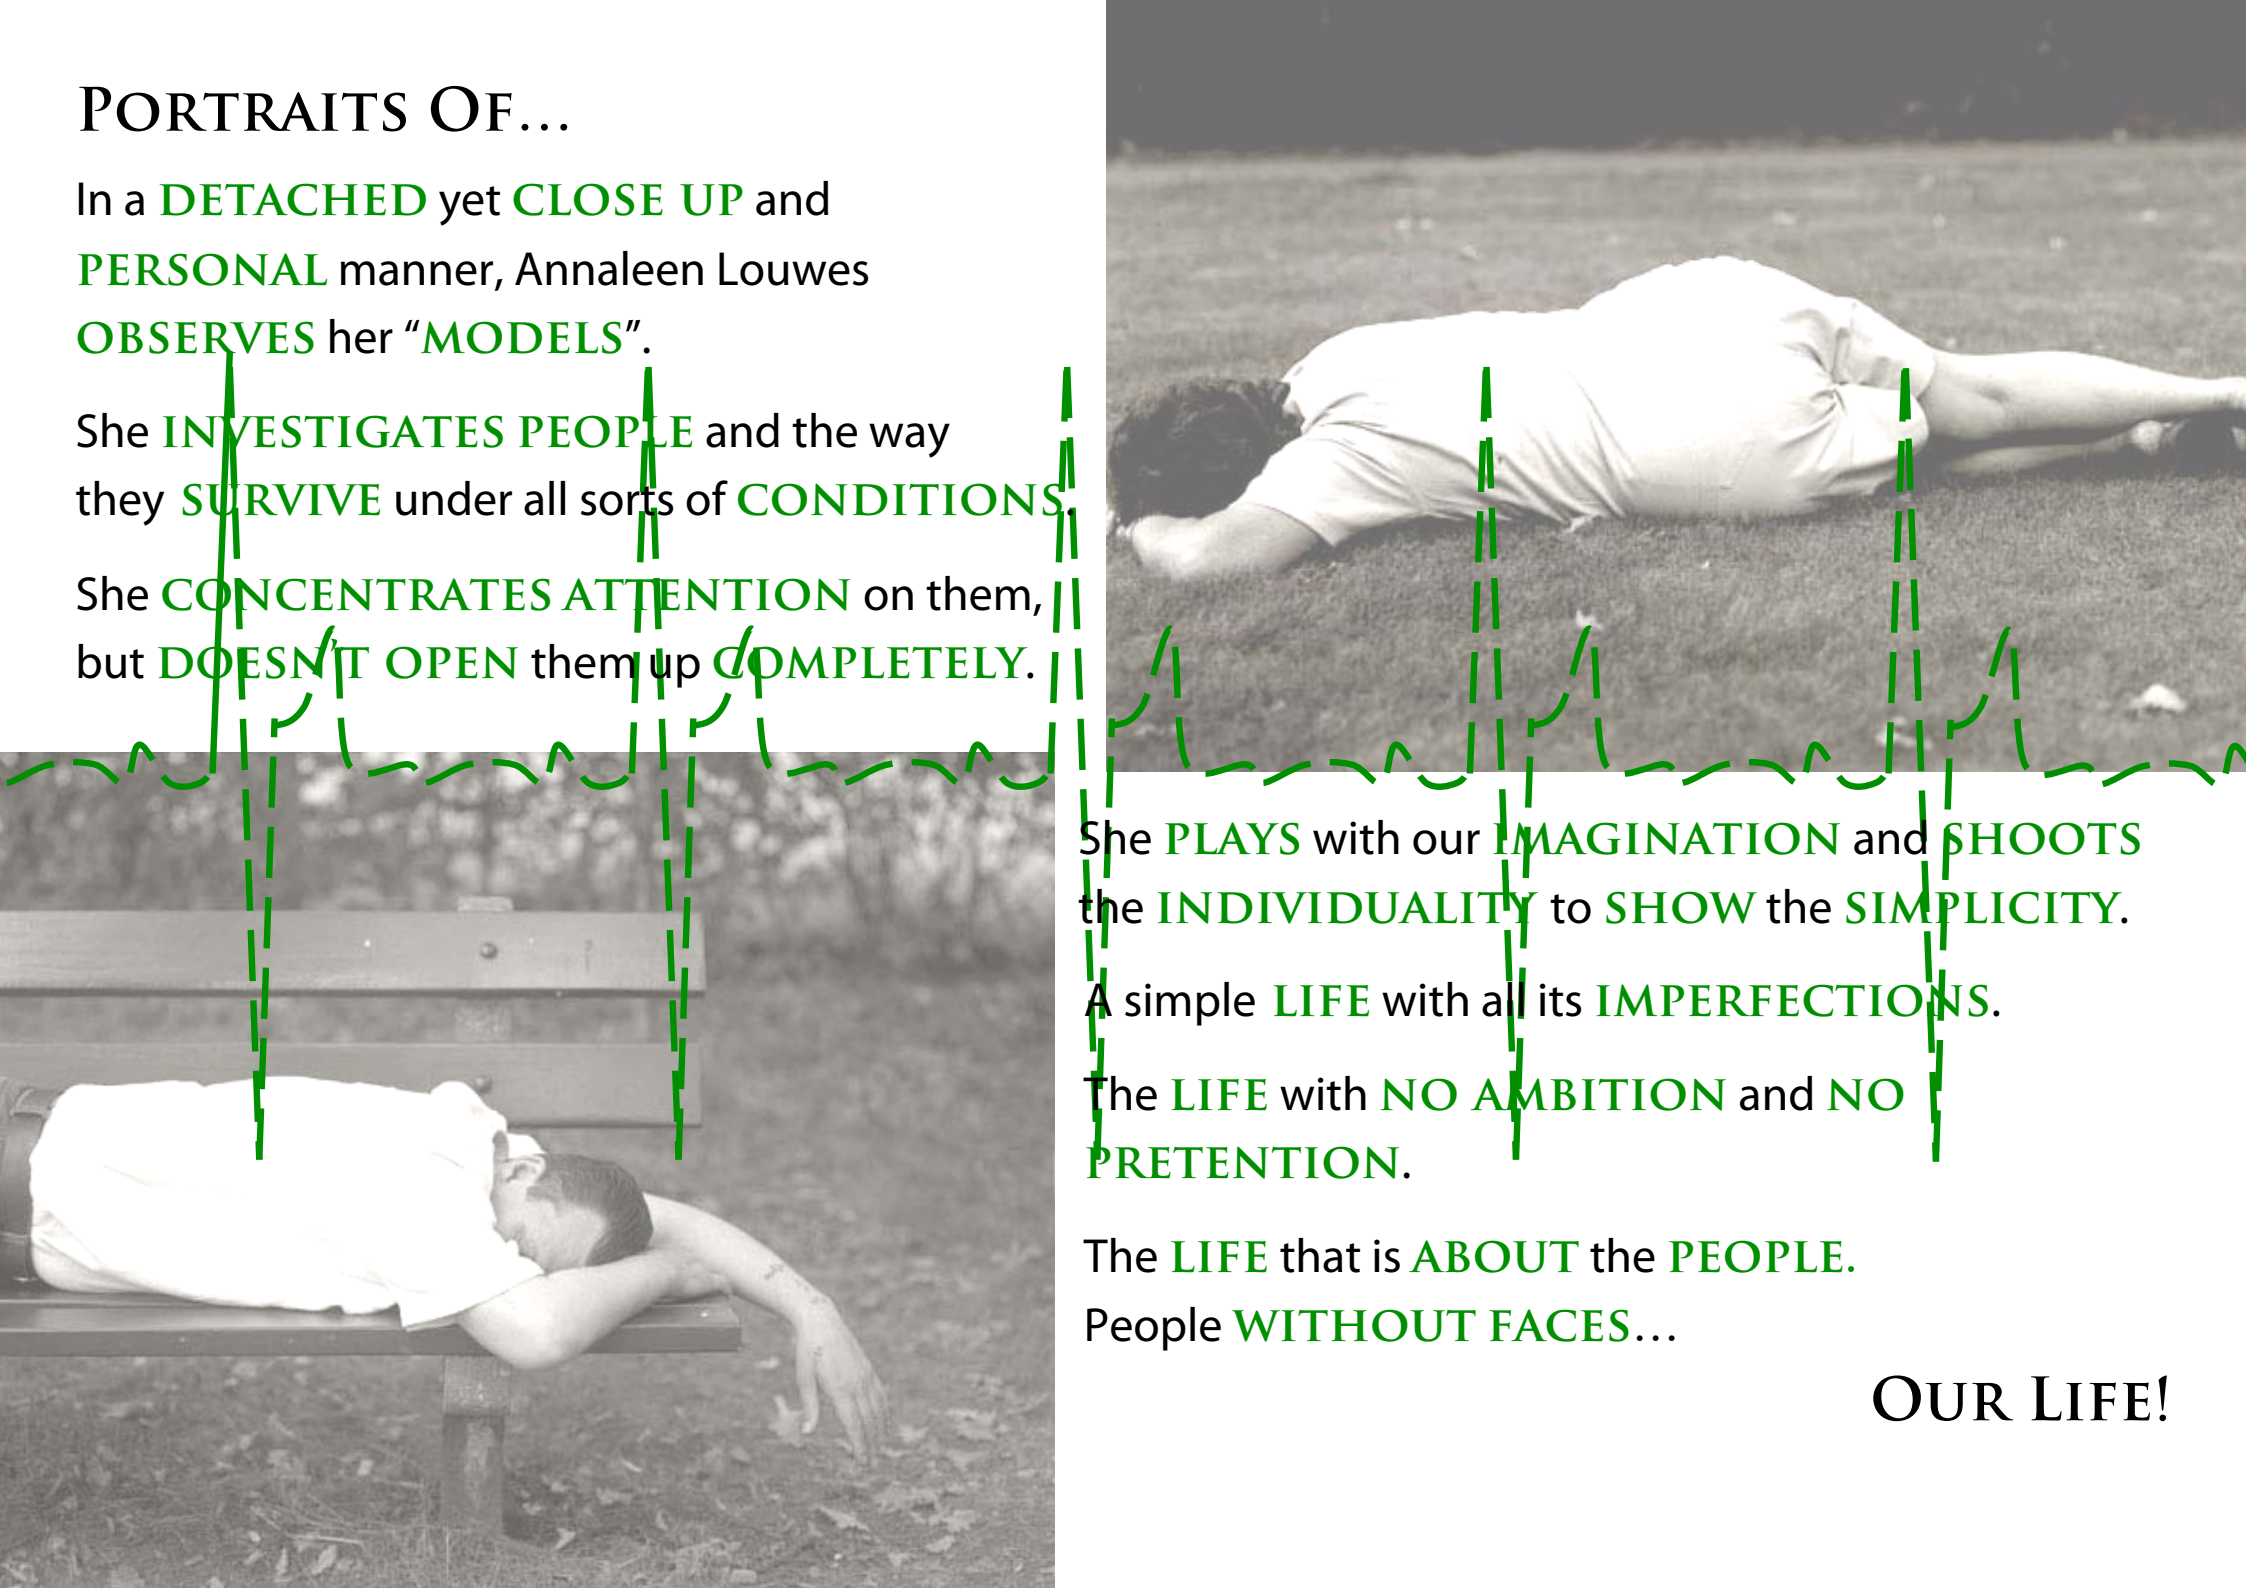 Portraits Of...
In a DETACHED yet CLOSE UP and
PERSONAL manner, Annaleen Louwes
OBSERVES her “MODELS”.
She INVESTIGATES PEOPLE and the way
they SURVIVE under all sorts of CONDITIONS.
She CONCENTRATES ATTENTION on them,
but DOESN'T OPEN them up COMPLETELY.
She PLAYS with our IMAGINATION and SHOOTS
the INDIVIDUALITY to SHOW the SIMPLICITY.
A simple LIFE with all its IMPERFECTIONS.
The LIFE with NO AMBITION and NO
PRETENTION.
The LIFE that is ABOUT the PEOPLE.
People WITHOUT FACES...
Our Life!